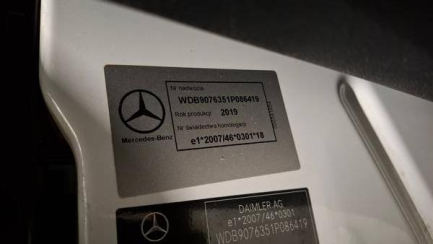 Nr nadwozia
WDB9076351P086419
Rok produkcji 2019
Nr świadectwa homologacji
e1*2007/46*0301*18
Mercedes-Benz
DAIMLER AG
e1*2007/46*0301
WDB9076351P086419